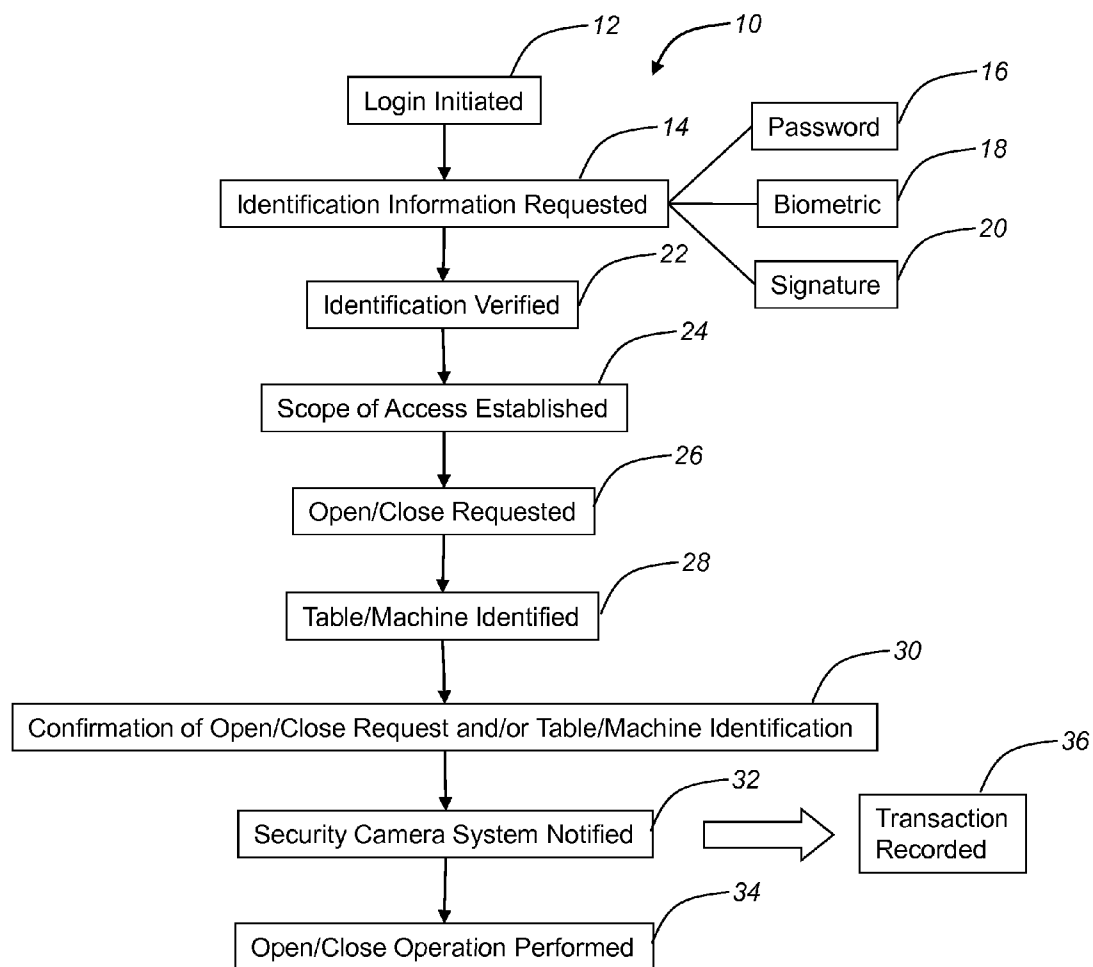 12
10
Login Initiated
16
14
Password
18
Identification Information Requested
Biometric
20
22
Signature
Identification Verified
24
Scope of Access Established
26
Open/Close Requested
28
Table/Machine Identified
30
Confirmation of Open/Close Request and/or Table/Machine Identification
36
32
Security Camera System Notified
Transaction
Recorded
34
Open/Close Operation Performed